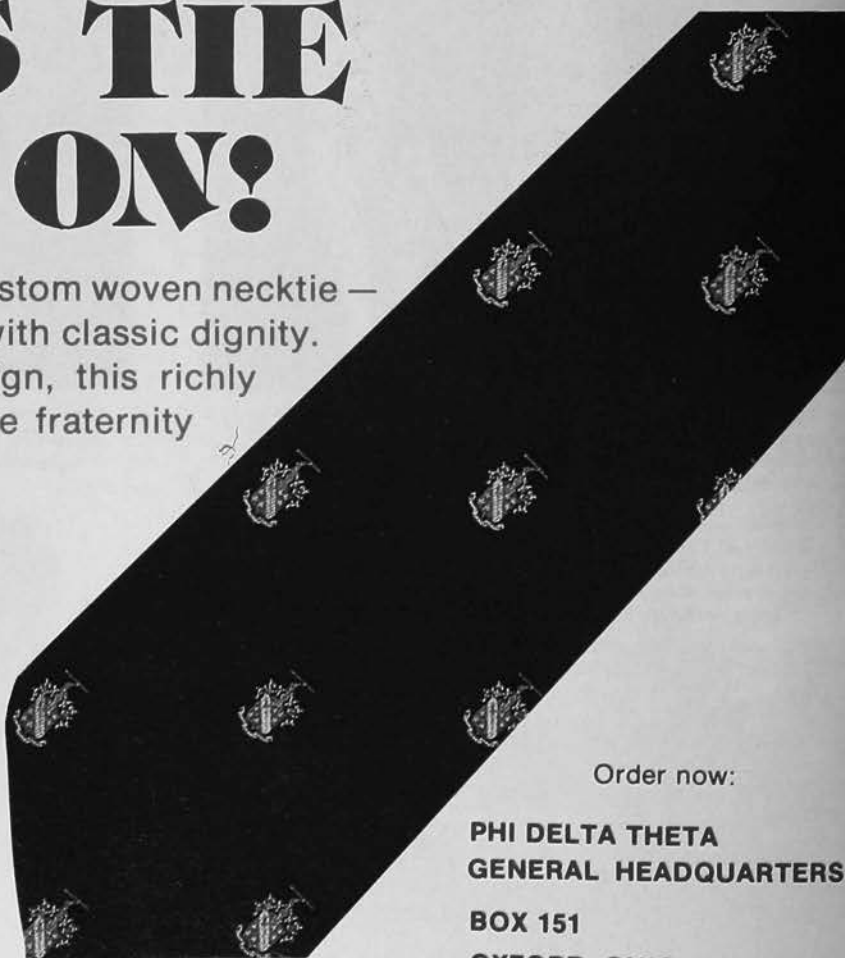 TIE
ON!
stom woven necktie —
ith classic dignity.
gn, this richly
e fraternity
Order now:
PHI DELTA THETA
GENERAL HEADQUARTERS
BOX 151